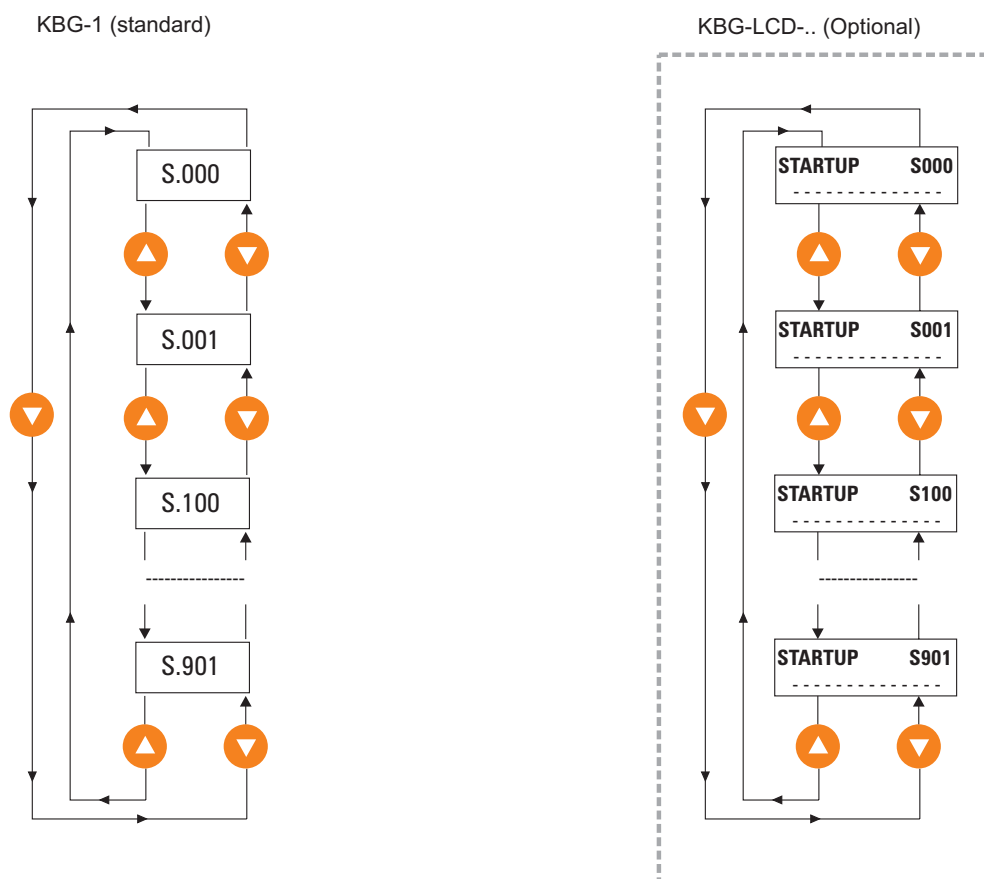 KBG-1 (standard)
S.000
S.001
S.100
S.901
KBG-LCD-.. (Optional)
STARTUP S000
STARTUP S001
STARTUP S100
STARTUP S901